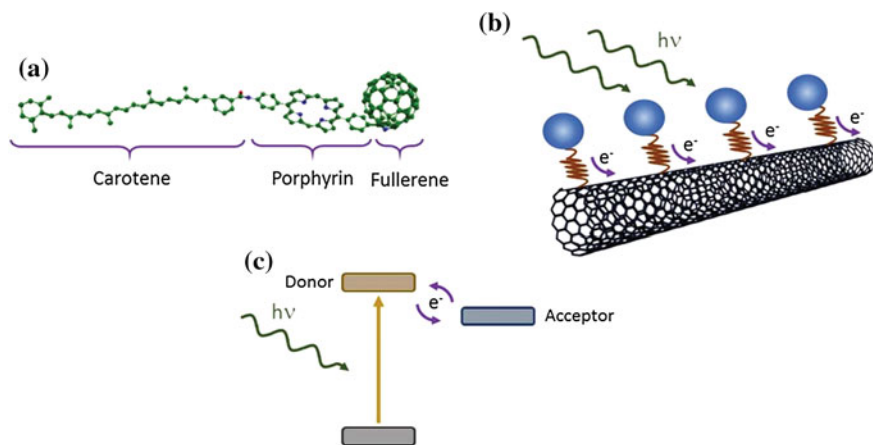 (a)
Carotene
Porphyrin
Fullerene
(b)
hν
e⁻
e⁻
e⁻
e⁻
(c)
Donor
hν
e⁻
Acceptor